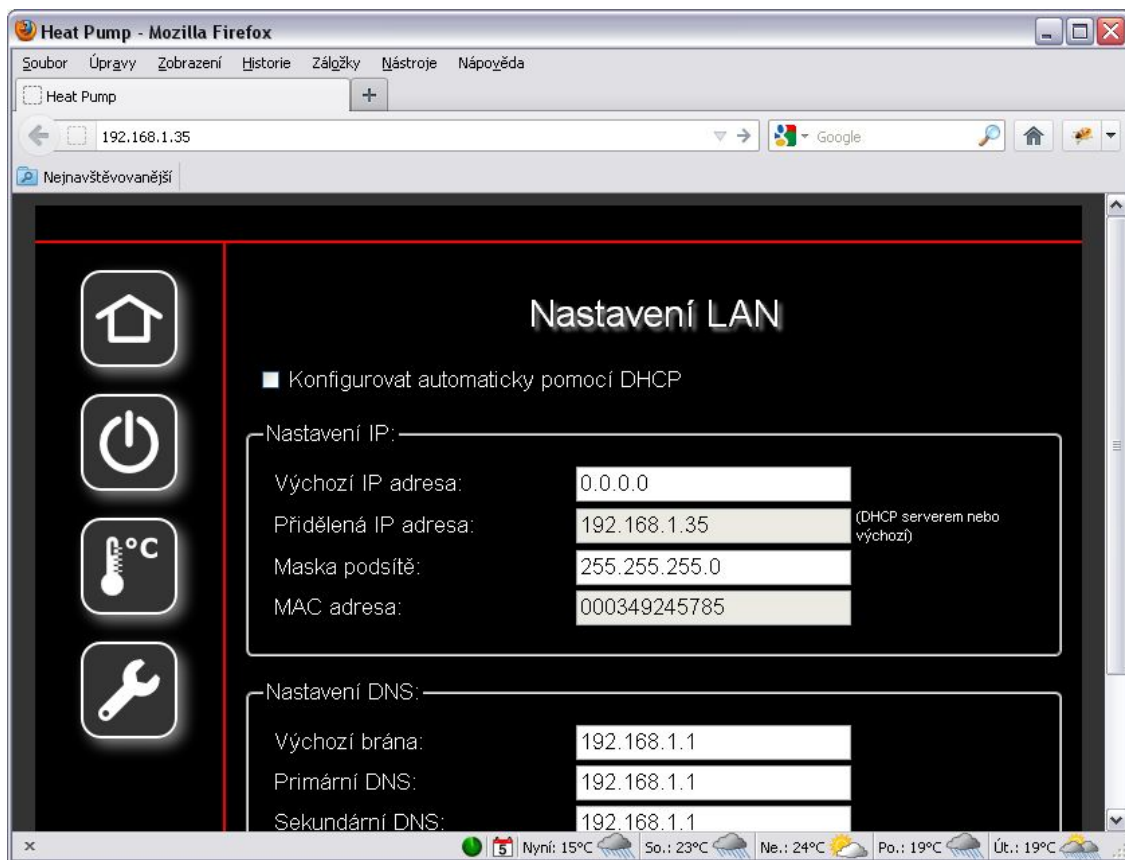 Heat Pump - Mozilla Firefox
Soubor Úpravy Zobrazení Historie Záložky Nástroje Nápověda
Heat Pump
192.168.1.35
Google
Nejnavštěvovanější
Nastavení LAN
°C
Konfigurovat automaticky pomocí DHCP
Nastavení IP:
Výchozí IP adresa: 0.0.0.0
Přidělená IP adresa: 192.168.1.35 (DHCP serverem nebo
výchozí)
Maska podsítě: 255.255.255.0
MAC adresa: 000349245785
Nastavení DNS:
Výchozí brána: 192.168.1.1
Primární DNS: 192.168.1.1
Sekundární DNS: 192.168.1.1
x 5 Nyní: 15°C So.: 23°C Ne.: 24°C Po.: 19°C Út.: 19°C